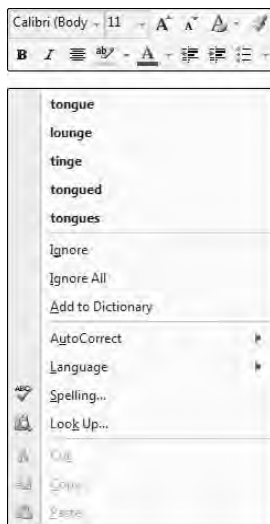 Calibri (Body 11 A A A
B I A
tongue
lounge
tinge
tongued
tongues
Ignore
Ignore All
Add to Dictionary
AutoCorrect
Language
ABC
Spelling...
Look Up...
Cut
Copy
Paste